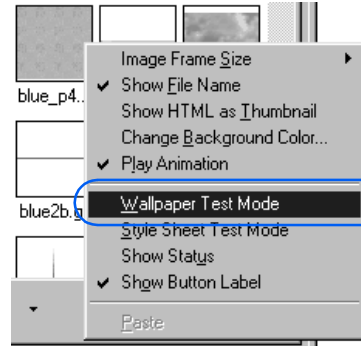 Image Frame Size
Show File Name
blue_p4..
Show HTML as Thumbnail
Change Background Color...
Play Animation
Wallpaper Test Mode
blue2b.g
Style Sheet Test Mode
Show Status
Show Button Label
Paste